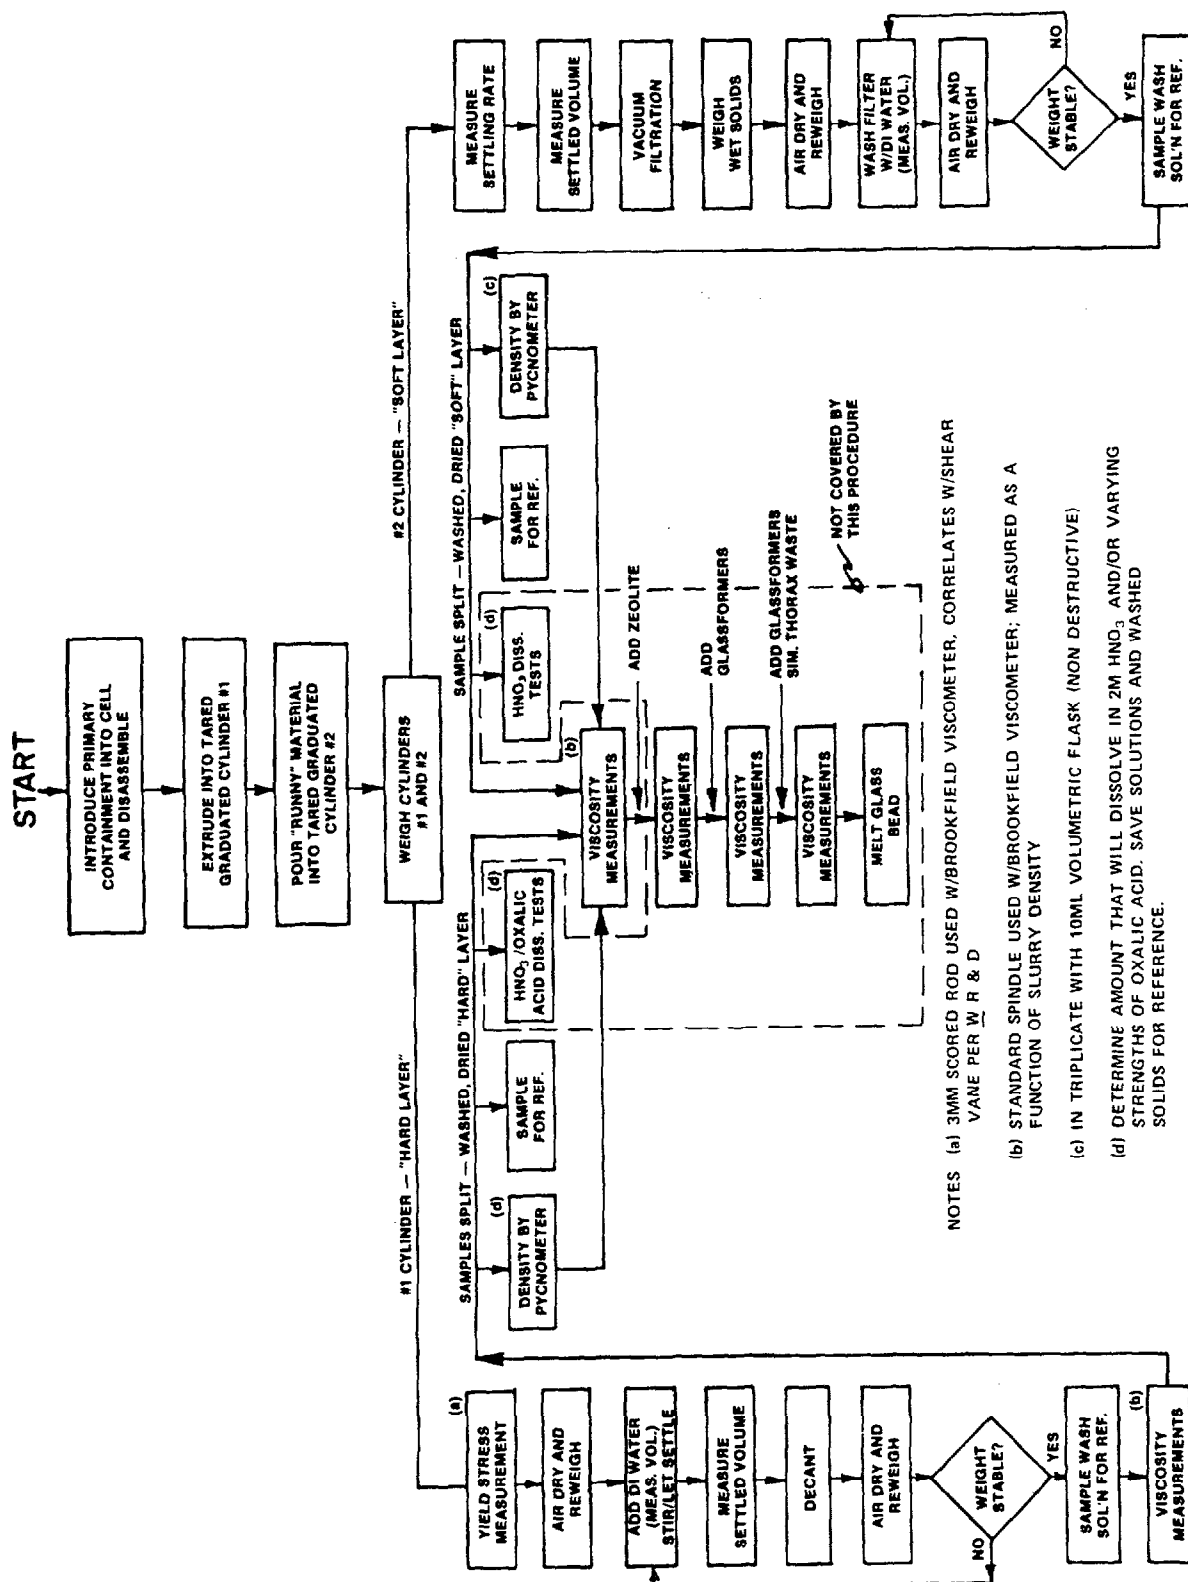 START
INTRODUCE PRIMARY
CONTAINMENT INTO CELL
AND DISASSEMBLE
EXTRUDE INTO TARED
GRADUATED CYLINDER #1
POUR "RUNNY" MATERIAL
INTO TARED GRADUATED
CYLINDER #2
WEIGH CYLINDERS
#1 AND #2
#1 CYLINDER — "HARD LAYER"
#2 CYLINDER — "SOFT LAYER"
(a)
YIELD STRESS
MEASUREMENT
AIR DRY AND
REWEIGH
ADD DI WATER
(MEAS. VOL.)
STIR/LET SETTLE
MEASURE
SETTLED VOLUME
DECANT
AIR DRY AND
REWEIGH
WEIGHT
STABLE?
NO
YES
SAMPLE WASH
SOL'N FOR REF.
(b)
VISCOSITY
MEASUREMENTS
SAMPLES SPLIT — WASHED, DRIED "HARD" LAYER
(d)
DENSITY BY
PYCNOMETER
SAMPLE
FOR REF.
(d)
HNO3/OXALIC
ACID DISS. TESTS
MEASURE
SETTLING RATE
MEASURE
SETTLED VOLUME
VACUUM
FILTRATION
WEIGH
WET SOLIDS
AIR DRY AND
REWEIGH
WASH FILTER
W/DI WATER
(MEAS. VOL.)
AIR DRY AND
REWEIGH
WEIGHT
STABLE?
NO
YES
SAMPLE WASH
SOL'N FOR REF.
SAMPLE SPLIT — WASHED, DRIED "SOFT" LAYER
(d)
HNO3 DISS.
TESTS
SAMPLE
FOR REF.
(c)
DENSITY BY
PYCNOMETER
(b)
VISCOSITY
MEASUREMENTS
ADD ZEOLITE
VISCOSITY
MEASUREMENTS
ADD
GLASSFORMERS
VISCOSITY
MEASUREMENTS
ADD GLASSFORMERS
SIM. THORAX WASTE
VISCOSITY
MEASUREMENTS
MELT GLASS
BEAD
NOT COVERED BY
THIS PROCEDURE
NOTES (a) 3MM SCORED ROD USED W/BROOKFIELD VISCOMETER, CORRELATES W/SHEAR
VANE PER W R & D
(b) STANDARD SPINDLE USED W/BROOKFIELD VISCOMETER; MEASURED AS A
FUNCTION OF SLURRY DENSITY
(c) IN TRIPLICATE WITH 10ML VOLUMETRIC FLASK (NON DESTRUCTIVE)
(d) DETERMINE AMOUNT THAT WILL DISSOLVE IN 2M HNO3 AND/OR VARYING
STRENGTHS OF OXALIC ACID. SAVE SOLUTIONS AND WASHED
SOLIDS FOR REFERENCE.